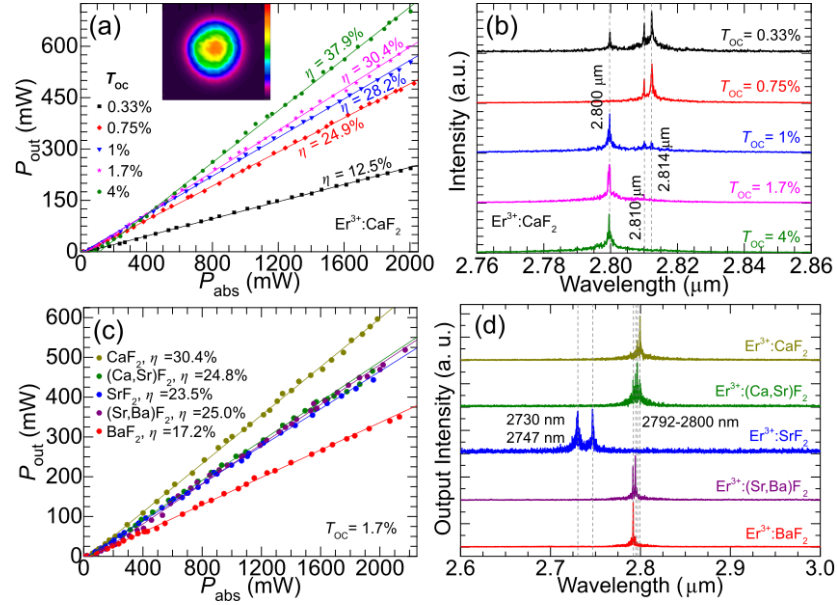 (a)
η = 37.9%
η = 30.4%
η = 28.2%
η = 24.9%
η = 12.5%
T_OC
0.33%
0.75%
1%
1.7%
4%
Er³⁺:CaF₂
P_out (mW)
600
450
300
150
0
0 400 800 1200 1600 2000
P_abs (mW)
(b)
T_OC = 0.33%
T_OC = 0.75%
T_OC = 1%
T_OC = 1.7%
T_OC = 4%
2.800 μm
2.810 μm
2.814 μm
Er³⁺:CaF₂
Intensity (a.u.)
2.76 2.78 2.80 2.82 2.84 2.86
Wavelength (μm)
(c)
CaF₂, η =30.4%
(Ca,Sr)F₂, η =24.8%
SrF₂, η =23.5%
(Sr,Ba)F₂, η =25.0%
BaF₂, η =17.2%
T_OC = 1.7%
P_out (mW)
600
500
400
300
200
100
0
0 400 800 1200 1600 2000
P_abs (mW)
(d)
Er³⁺:CaF₂
Er³⁺:(Ca,Sr)F₂
2730 nm
2747 nm
2792-2800 nm
Er³⁺:SrF₂
Er³⁺:(Sr,Ba)F₂
Er³⁺:BaF₂
Output Intensity (a. u.)
2.6 2.7 2.8 2.9 3.0
Wavelength (μm)